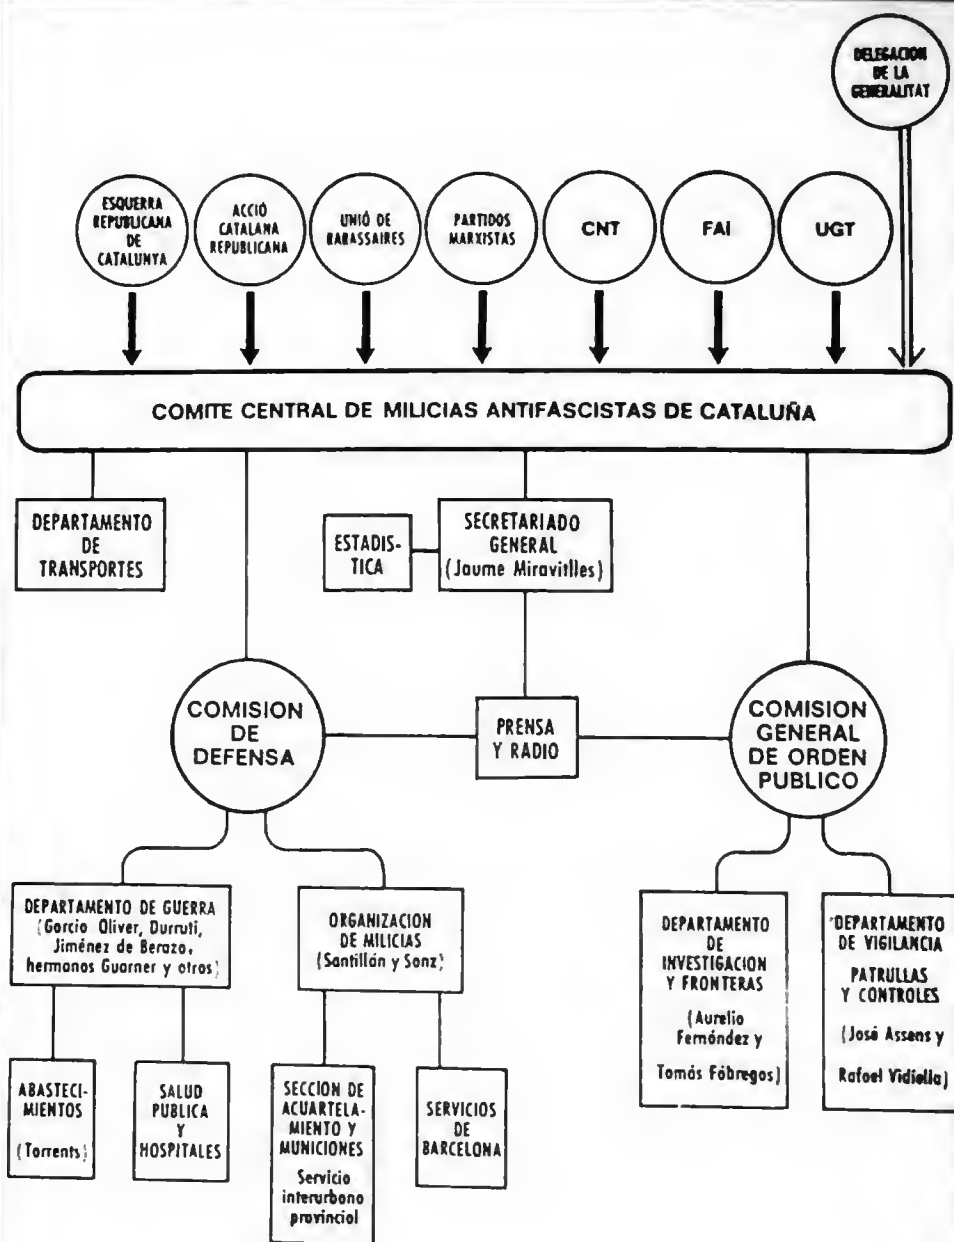 DELEGACION
DE LA
GENERALITAT
ESQUERRA
REPUBLICANA
DE
CATALUNYA
ACCIÓ
CATALANA
REPUBLICANA
UNIÓ DE
RABASSAIRES
PARTIDOS
MARXISTAS
CNT
FAI
UGT
COMITE CENTRAL DE MILICIAS ANTIFASCISTAS DE CATALUÑA
DEPARTAMENTO
DE
TRANSPORTES
ESTADIS-
TICA
SECRETARIADO
GENERAL
(Jaume Miravitlles)
COMISION
DE
DEFENSA
PRENSA
Y RADIO
COMISION
GENERAL
DE ORDEN
PUBLICO
DEPARTAMENTO DE GUERRA
(García Oliver, Durruti,
Jiménez de Beraza,
hermanos Guarner y otros)
ORGANIZACION
DE MILICIAS
(Santillán y Sanz)
DEPARTAMENTO
DE
INVESTIGACION
Y FRONTERAS
(Aurelio
Fernández y
Tomás Fábregas)
DEPARTAMENTO
DE VIGILANCIA
PATRULLAS
Y CONTROLES
(José Assens y
Rafael Vidiella)
ABASTECI-
MIENTOS
(Torrents)
SALUD
PUBLICA
Y
HOSPITALES
SECCION DE
ACUARTELA-
MIENTO Y
MUNICIONES
Servicio
interurbano
provincial
SERVICIOS
DE
BARCELONA